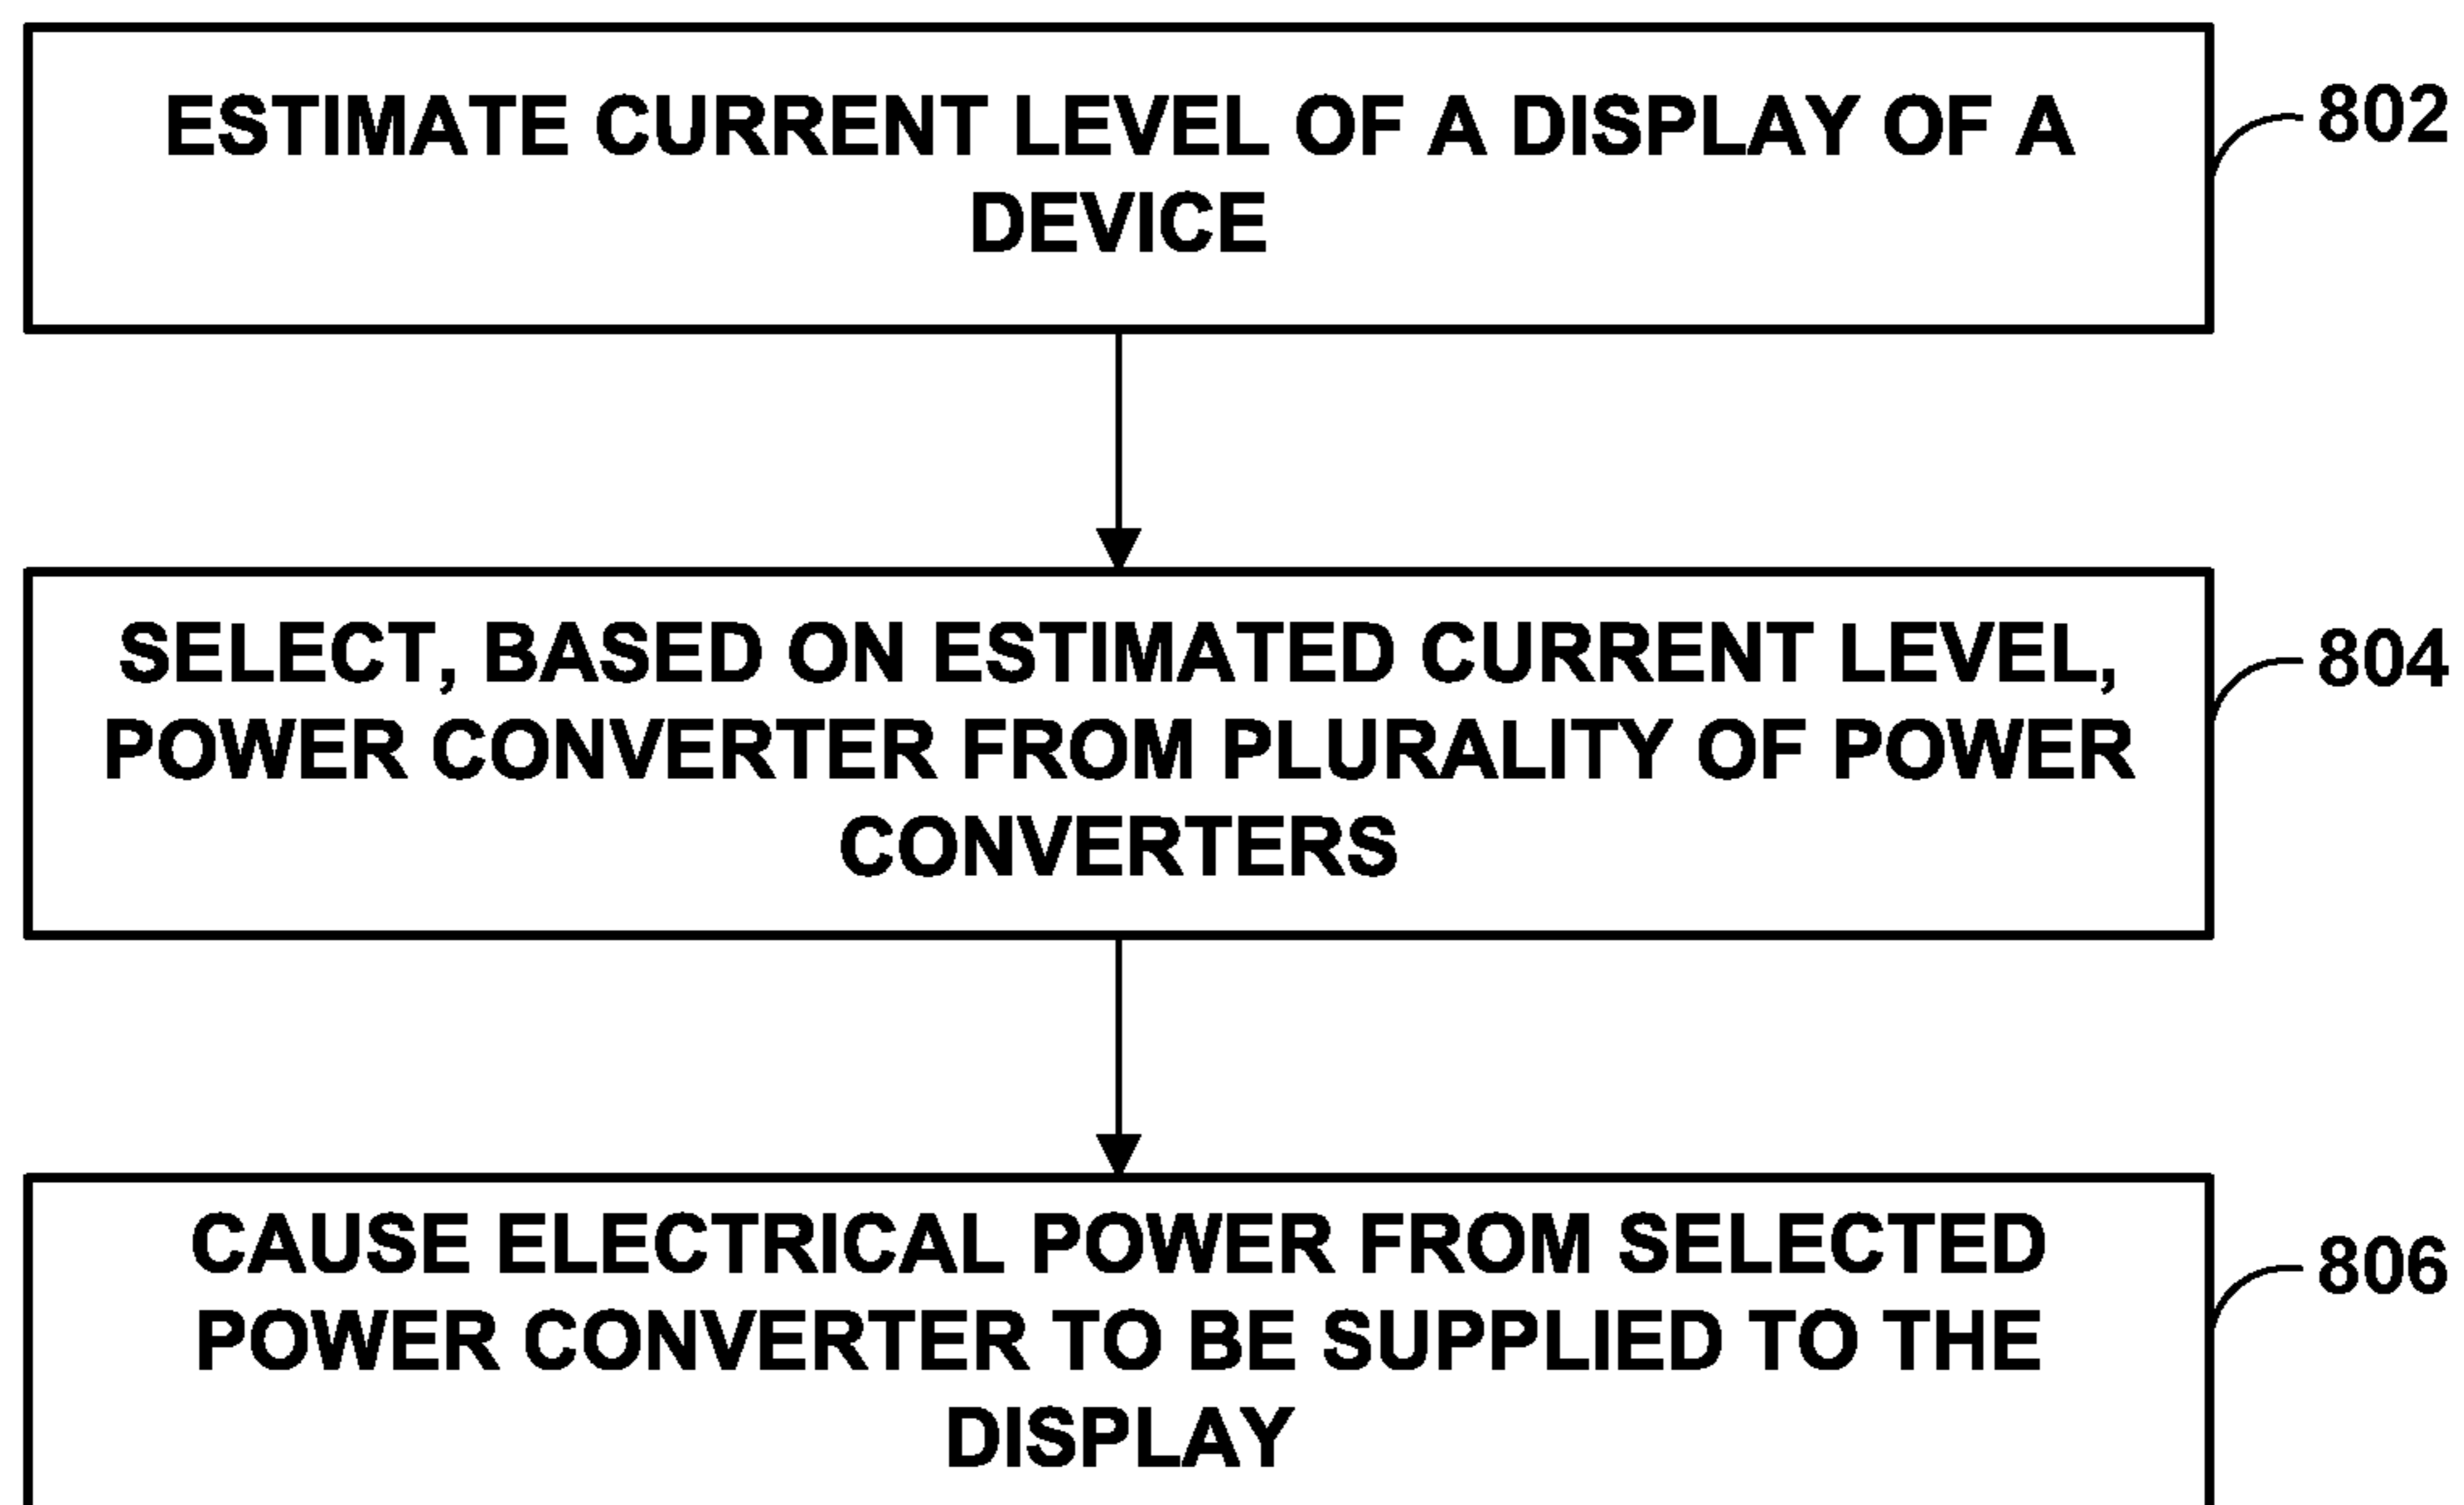 ESTIMATE CURRENT LEVEL OF A DISPLAY OF A
DEVICE
802
SELECT, BASED ON ESTIMATED CURRENT LEVEL,
POWER CONVERTER FROM PLURALITY OF POWER
CONVERTERS
804
CAUSE ELECTRICAL POWER FROM SELECTED
POWER CONVERTER TO BE SUPPLIED TO THE
DISPLAY
806